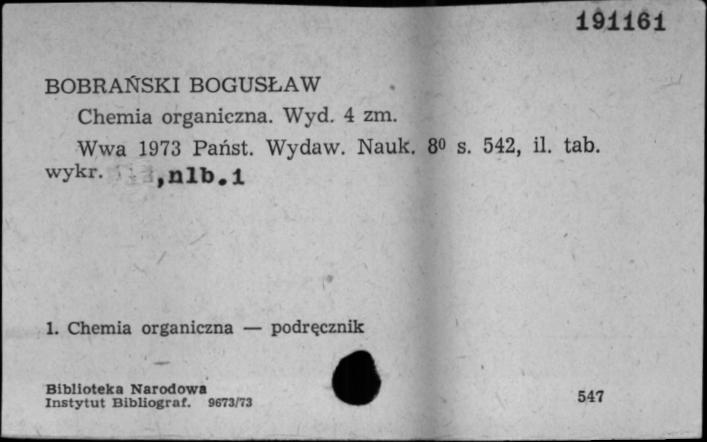 191161
BOBRAŃSKI BOGUSŁAW
Chemia organiczna. Wyd. 4 zm.
Wwa 1973 Państ. Wydaw. Nauk. 8⁰ s. 542, il. tab.
wykr. ,nlb.1
1. Chemia organiczna — podręcznik
Biblioteka Narodowa
Instytut Bibliograf. 9673/73
547